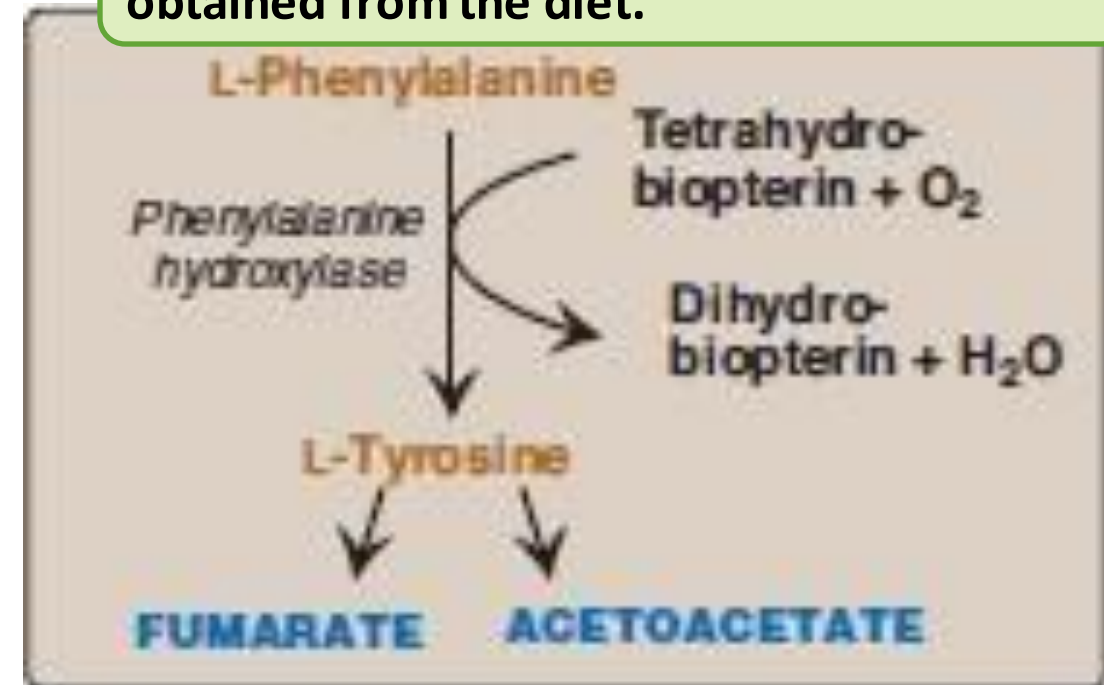 obtained from the diet.
L-Phenylalanine
Tetrahydro-
biopterin + O₂
Phenylalanine
hydroxylase
Dihydro-
biopterin + H₂O
L-Tyrosine
FUMARATE
ACETOACETATE